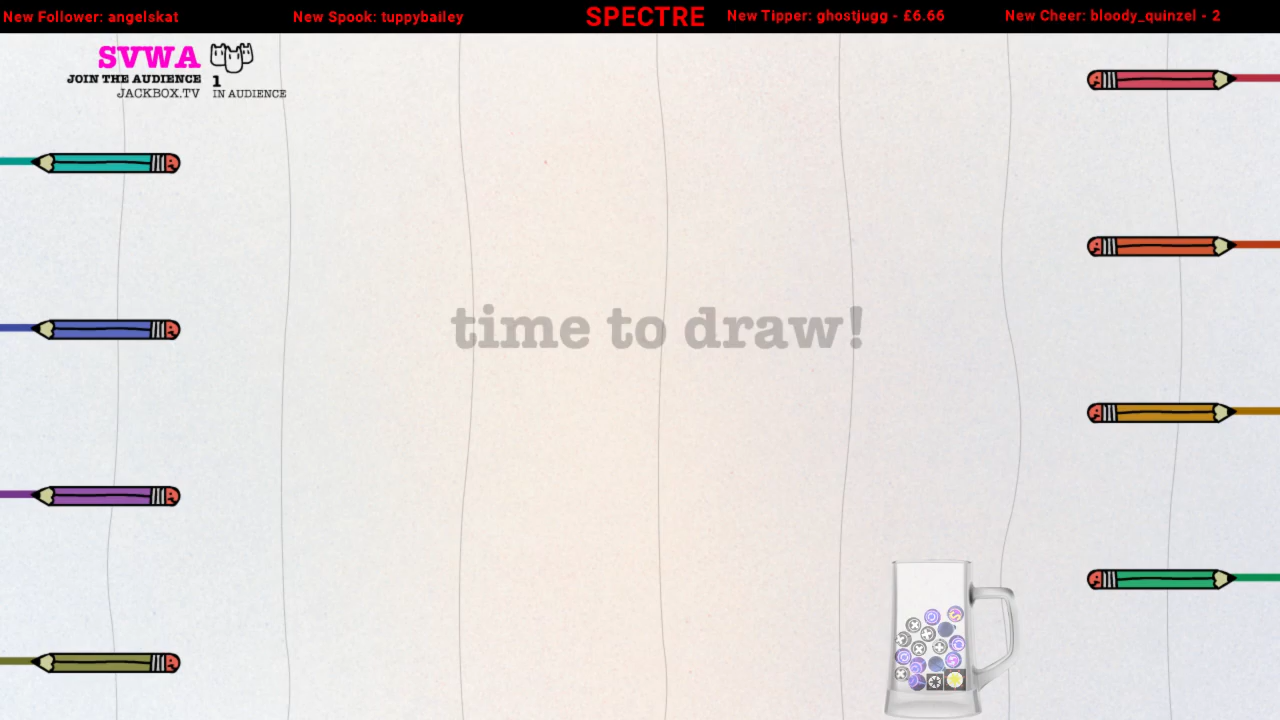 New Follower: angelskat
New Spook: tuppybailey
SPECTRE
New Tipper: ghostjugg - £6.66
New Cheer: bloody_quinzel - 2
SVWA
JOIN THE AUDIENCE
JACKBOX.TV
1
IN AUDIENCE
time to draw!